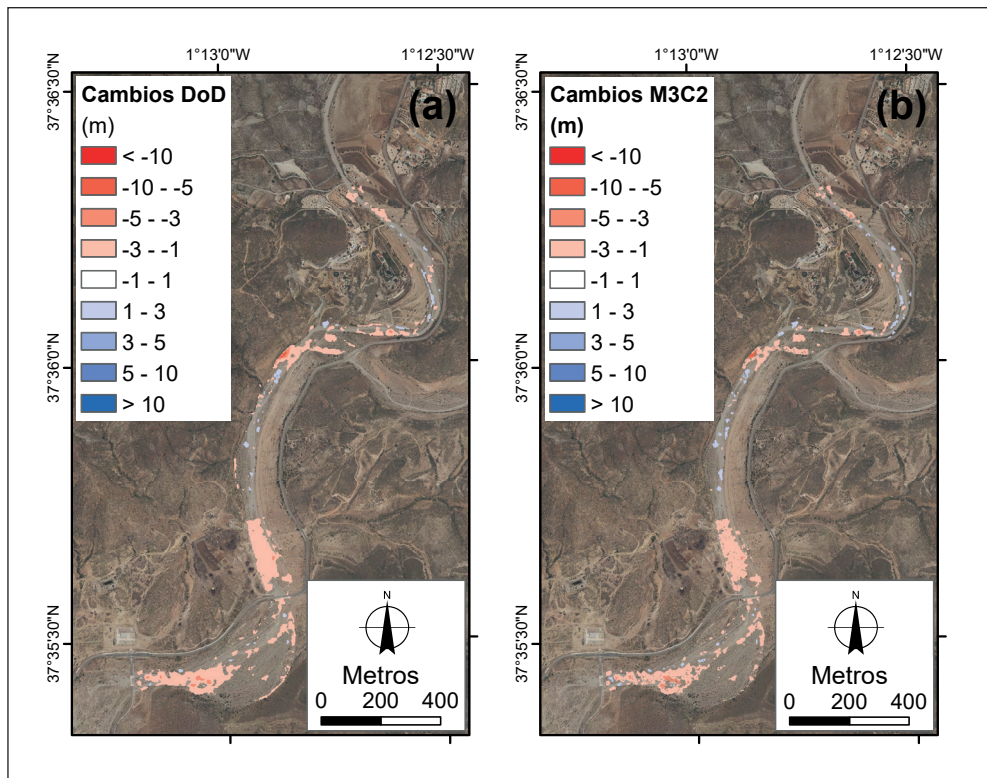 1°13'0"W
1°12'30"W
37°36'30"N
37°36'0"N
37°35'30"N
Cambios DoD
(m)
< -10
-10 - -5
-5 - -3
-3 - -1
-1 - 1
1 - 3
3 - 5
5 - 10
> 10
(a)
N
Metros
0 200 400
1°13'0"W
1°12'30"W
37°36'30"N
37°36'0"N
37°35'30"N
Cambios M3C2
(m)
< -10
-10 - -5
-5 - -3
-3 - -1
-1 - 1
1 - 3
3 - 5
5 - 10
> 10
(b)
N
Metros
0 200 400